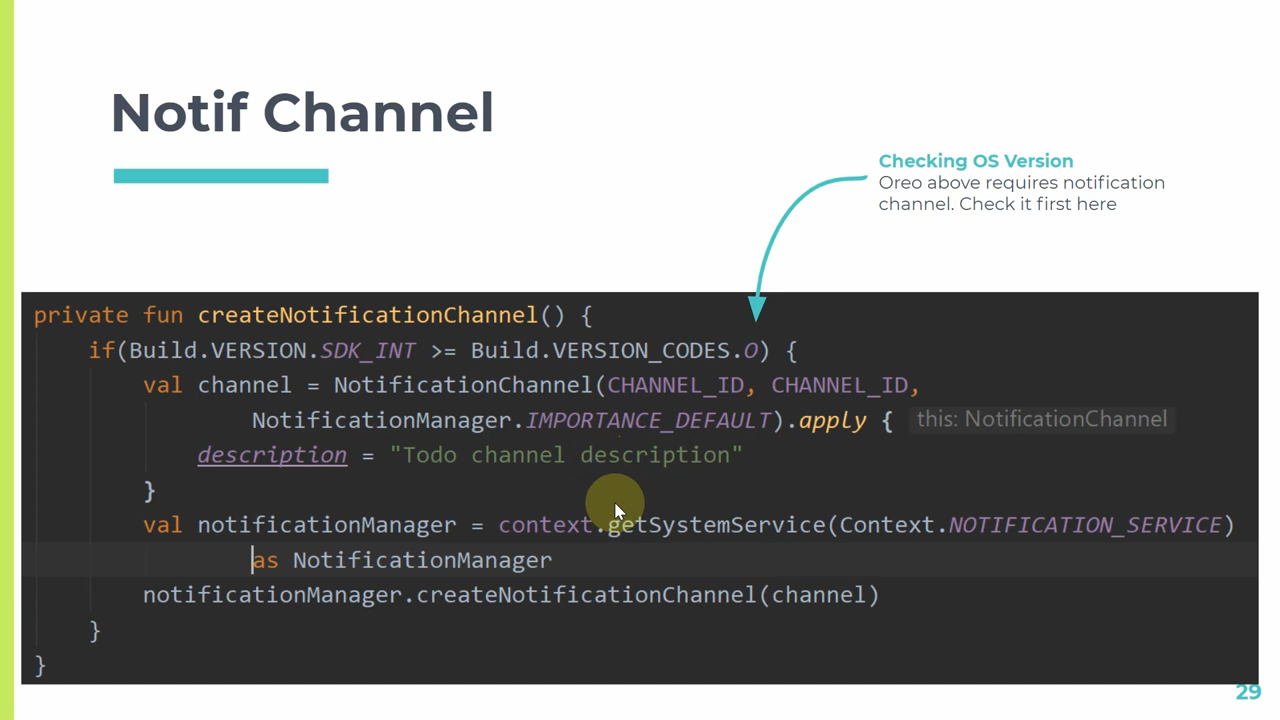 Notif Channel
Checking OS Version
Oreo above requires notification
channel. Check it first here
private fun createNotificationChannel() {
if(Build.VERSION.SDK_INT >= Build.VERSION_CODES.O) {
val channel = NotificationChannel(CHANNEL_ID, CHANNEL_ID,
NotificationManager.IMPORTANCE_DEFAULT).apply { this: NotificationChannel
description = "Todo channel description"
}
val notificationManager = context.getSystemService(Context.NOTIFICATION_SERVICE)
as NotificationManager
notificationManager.createNotificationChannel(channel)
}
}
29